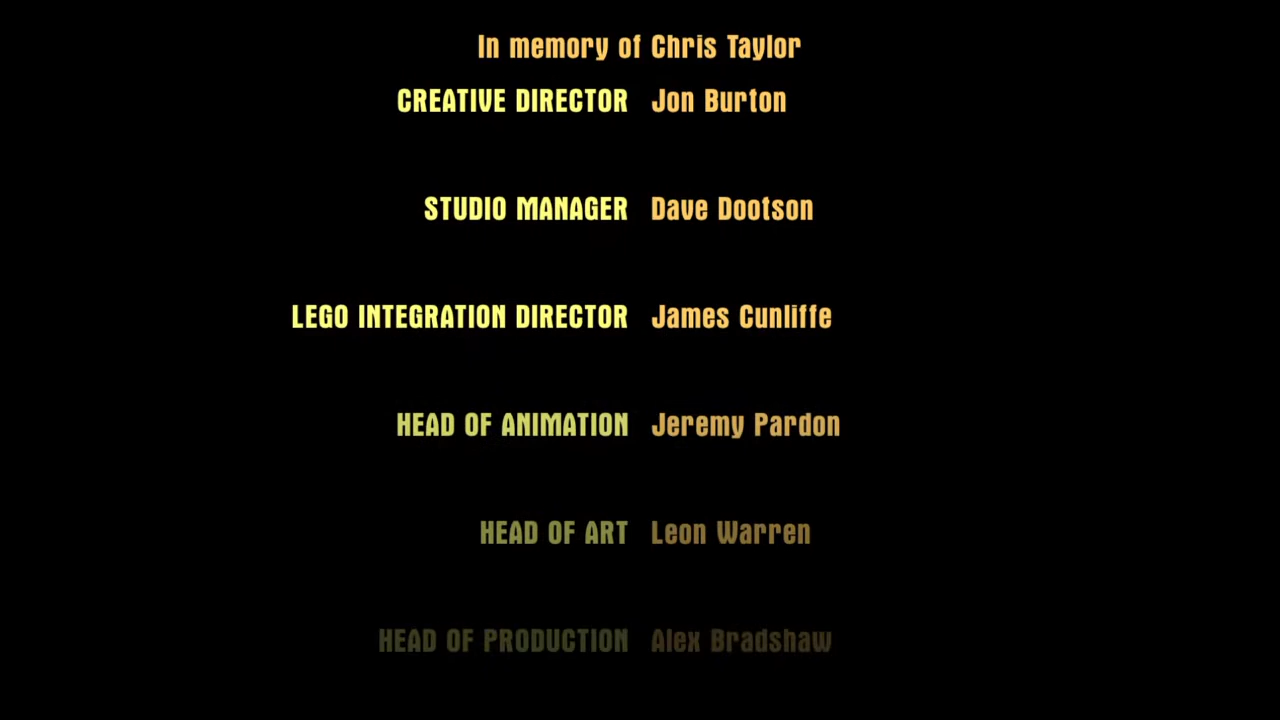 In memory of Chris Taylor
CREATIVE DIRECTOR Jon Burton
STUDIO MANAGER Dave Dootson
LEGO INTEGRATION DIRECTOR James Cunliffe
HEAD OF ANIMATION Jeremy Pardon
HEAD OF ART Leon Warren
HEAD OF PRODUCTION Alex Bradshaw